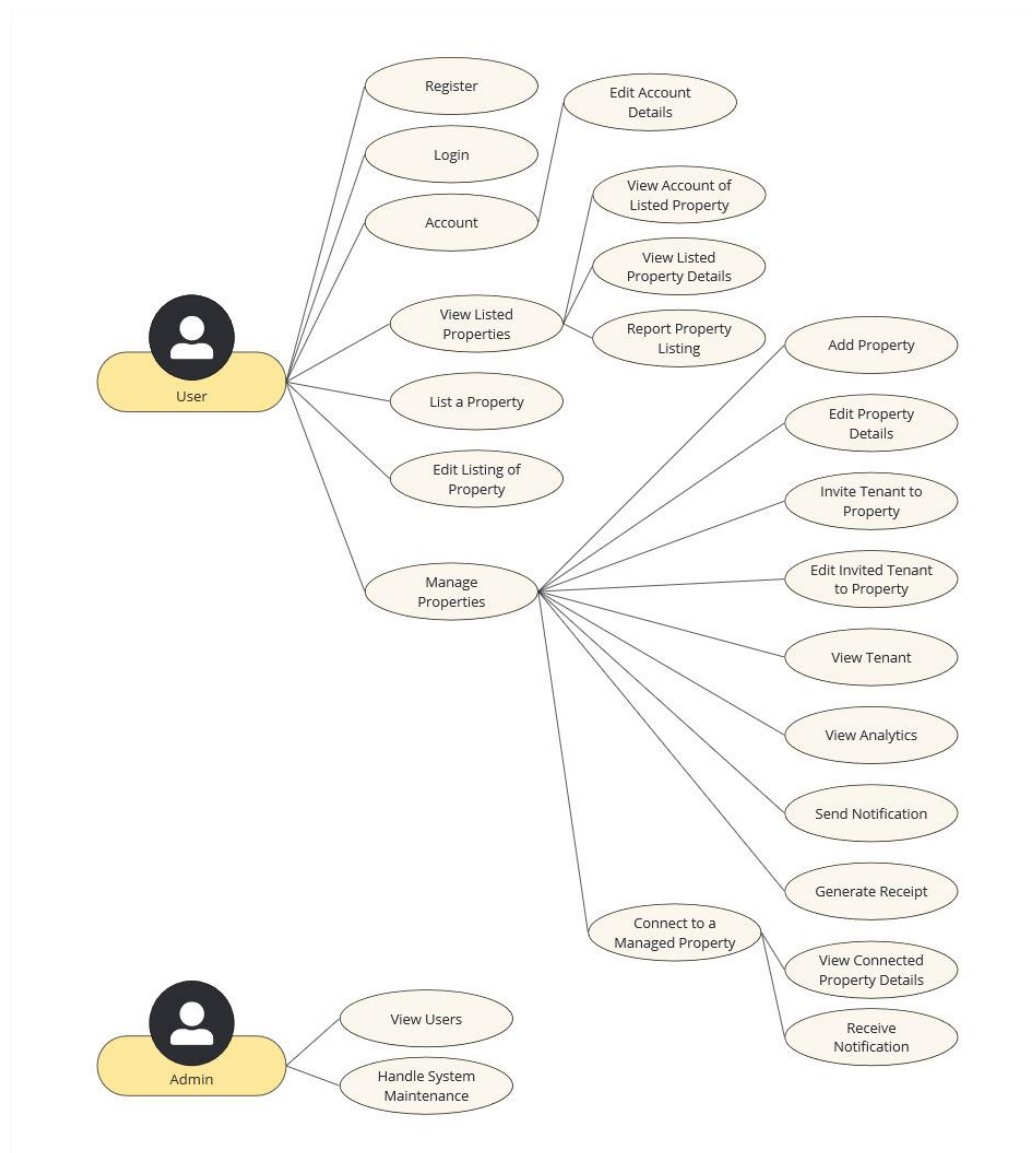 Register
Edit Account
Details
Login
View Account of
Listed Property
Account
View Listed
Property Details
View Listed
Properties
Report Property
Listing
Add Property
User
List a Property
Edit Property
Details
Edit Listing of
Property
Invite Tenant to
Property
Manage
Properties
Edit Invited Tenant
to Property
View Tenant
View Analytics
Send Notification
Generate Receipt
Connect to a
Managed Property
View Connected
Property Details
Receive
Notification
Admin
View Users
Handle System
Maintenance